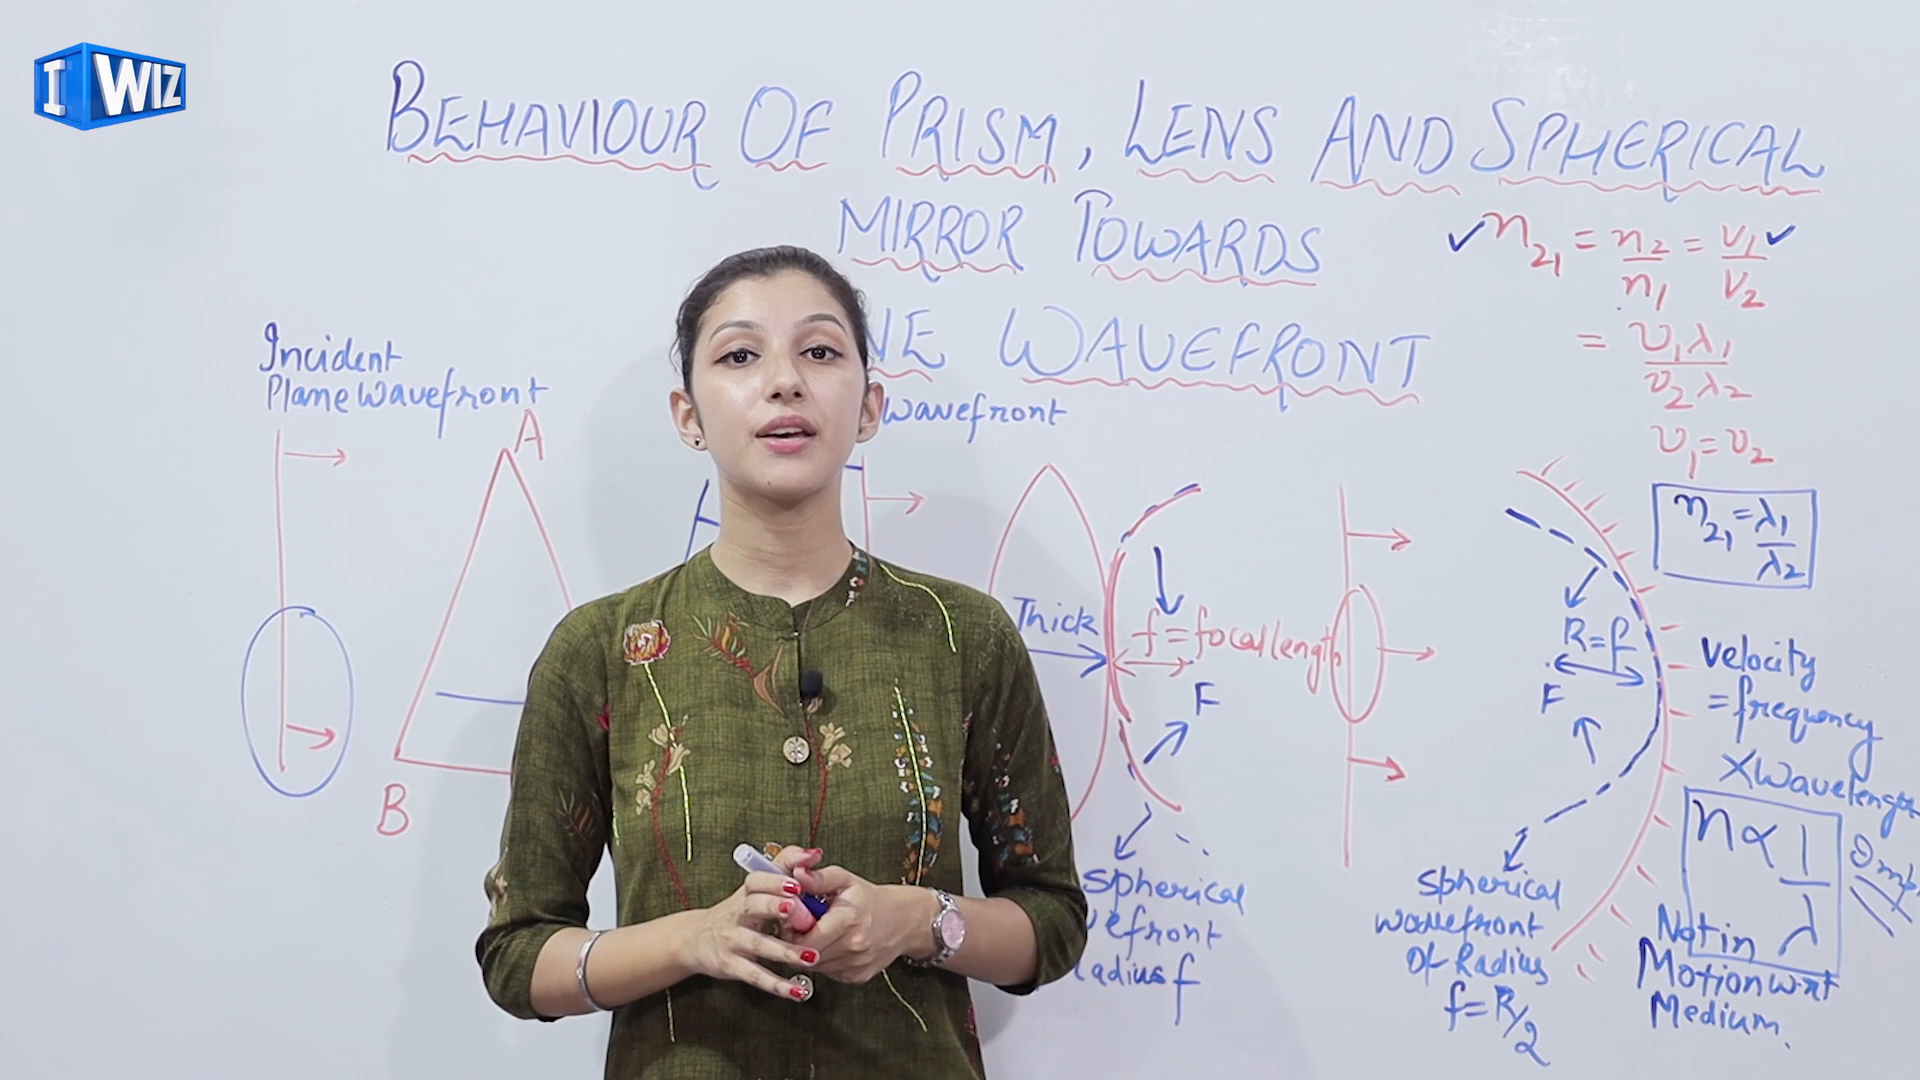 I WIZ
BEHAVIOUR OF PRISM, LENS AND SPHERICAL
MIRROR TOWARDS
NE WAVEFRONT
n₂₁ = n₂/n₁ = v₁/v₂
= υ₁λ₁/υ₂λ₂
υ₁ = υ₂
n₂₁ = λ₁/λ₂
Incident
Plane wavefront
A
B
wavefront
Thick
f = focal length
F
spherical
efront
radius f
R = f
F
spherical
wavefront
Of Radius
f = R/2
velocity
= frequency
X wavelength
n ∝ 1/λ
Imp
Not in
Motion w.r.t
Medium.